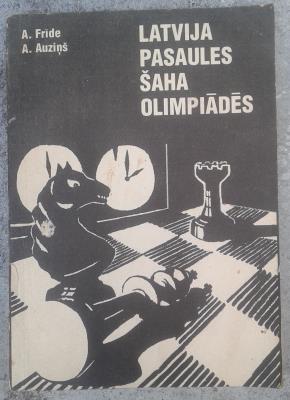 A. Fride
A. Auziņš
LATVIJA
PASAULES
ŠAHA
OLIMPIĀDĒS